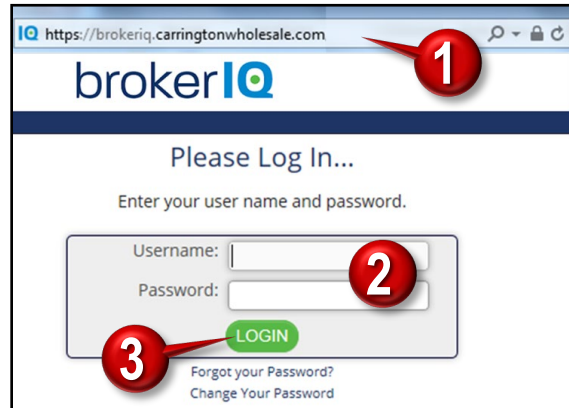 IQ https://brokeriq.carringtonwholesale.com
1
brokerIQ
Please Log In...
Enter your user name and password.
Username:
2
Password:
3
LOGIN
Forgot your Password?
Change Your Password